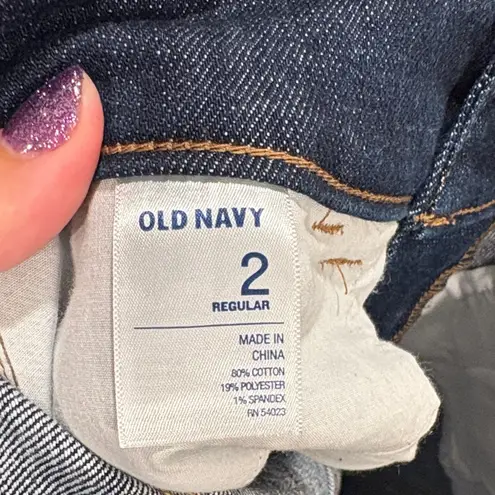 OLD NAVY
2
REGULAR
MADE IN
CHINA
80% COTTON
19% POLYESTER
1% SPANDEX
RN 54023